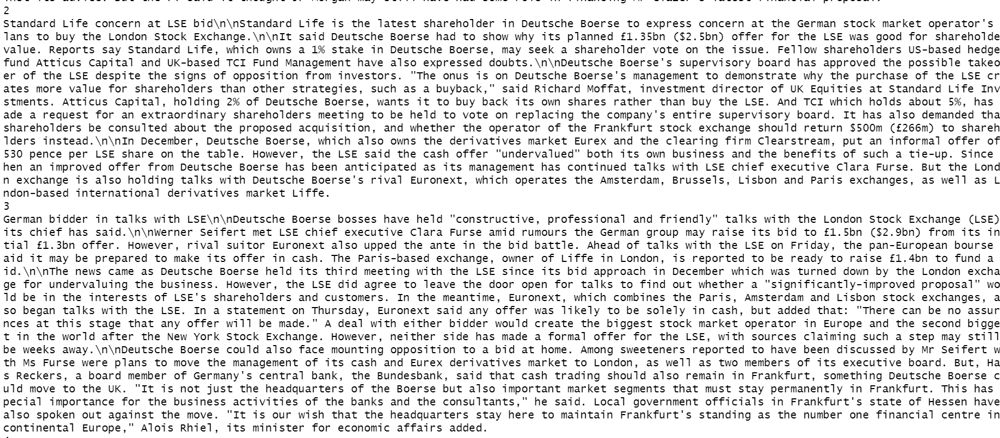 2
Standard Life concern at LSE bid\n\nStandard Life is the latest shareholder in Deutsche Boerse to express concern at the German stock market operator's
lans to buy the London Stock Exchange.\n\nIt said Deutsche Boerse had to show why its planned £1.35bn ($2.5bn) offer for the LSE was good for shareholde
value. Reports say Standard Life, which owns a 1% stake in Deutsche Boerse, may seek a shareholder vote on the issue. Fellow shareholders US-based hedge
fund Atticus Capital and UK-based TCI Fund Management have also expressed doubts.\n\nDeutsche Boerse's supervisory board has approved the possible takeo
er of the LSE despite the signs of opposition from investors. "The onus is on Deutsche Boerse's management to demonstrate why the purchase of the LSE cr
ates more value for shareholders than other strategies, such as a buyback," said Richard Moffat, investment director of UK Equities at Standard Life Inv
stments. Atticus Capital, holding 2% of Deutsche Boerse, wants it to buy back its own shares rather than buy the LSE. And TCI which holds about 5%, has
ade a request for an extraordinary shareholders meeting to be held to vote on replacing the company's entire supervisory board. It has also demanded tha
shareholders be consulted about the proposed acquisition, and whether the operator of the Frankfurt stock exchange should return $500m (£266m) to shareh
lders instead.\n\nIn December, Deutsche Boerse, which also owns the derivatives market Eurex and the clearing firm Clearstream, put an informal offer of
530 pence per LSE share on the table. However, the LSE said the cash offer "undervalued" both its own business and the benefits of such a tie-up. Since
hen an improved offer from Deutsche Boerse has been anticipated as its management has continued talks with LSE chief executive Clara Furse. But the Lond
n exchange is also holding talks with Deutsche Boerse's rival Euronext, which operates the Amsterdam, Brussels, Lisbon and Paris exchanges, as well as L
ndon-based international derivatives market Liffe.
3
German bidder in talks with LSE\n\nDeutsche Boerse bosses have held "constructive, professional and friendly" talks with the London Stock Exchange (LSE)
its chief has said.\n\nWerner Seifert met LSE chief executive Clara Furse amid rumours the German group may raise its bid to £1.5bn ($2.9bn) from its in
tial £1.3bn offer. However, rival suitor Euronext also upped the ante in the bid battle. Ahead of talks with the LSE on Friday, the pan-European bourse
aid it may be prepared to make its offer in cash. The Paris-based exchange, owner of Liffe in London, is reported to be ready to raise £1.4bn to fund a
id.\n\nThe news came as Deutsche Boerse held its third meeting with the LSE since its bid approach in December which was turned down by the London excha
ge for undervaluing the business. However, the LSE did agree to leave the door open for talks to find out whether a "significantly-improved proposal" wo
ld be in the interests of LSE's shareholders and customers. In the meantime, Euronext, which combines the Paris, Amsterdam and Lisbon stock exchanges, a
so began talks with the LSE. In a statement on Thursday, Euronext said any offer was likely to be solely in cash, but added that: "There can be no assur
nces at this stage that any offer will be made." A deal with either bidder would create the biggest stock market operator in Europe and the second bigge
t in the world after the New York Stock Exchange. However, neither side has made a formal offer for the LSE, with sources claiming such a step may still
be weeks away.\n\nDeutsche Boerse could also face mounting opposition to a bid at home. Among sweeteners reported to have been discussed by Mr Seifert w
th Ms Furse were plans to move the management of its cash and Eurex derivatives market to London, as well as two members of its executive board. But, Ha
s Reckers, a board member of Germany's central bank, the Bundesbank, said that cash trading should also remain in Frankfurt, something Deutsche Boerse c
uld move to the UK. "It is not just the headquarters of the Boerse but also important market segments that must stay permanently in Frankfurt. This has
pecial importance for the business activities of the banks and the consultants," he said. Local government officials in Frankfurt's state of Hessen have
also spoken out against the move. "It is our wish that the headquarters stay here to maintain Frankfurt's standing as the number one financial centre in
continental Europe," Alois Rhiel, its minister for economic affairs added.